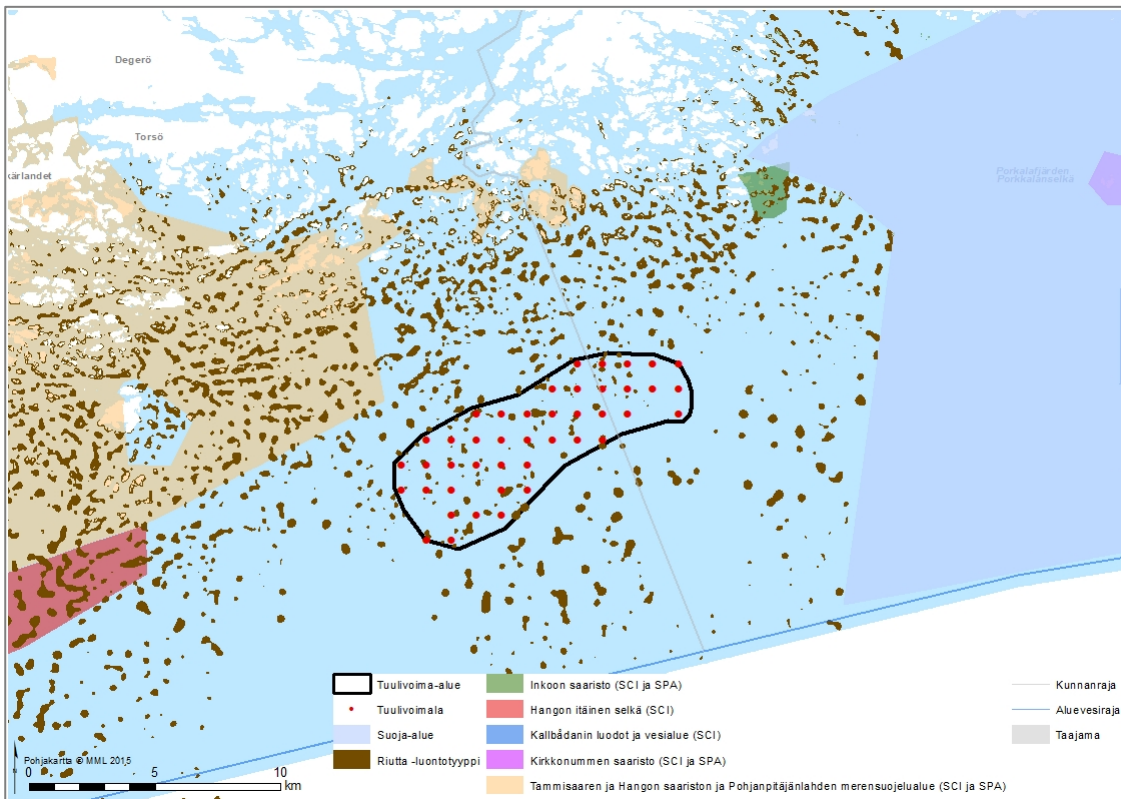 Degerö
Torsö
kärlandet
Porkalafjärden
Porkkalanselkä
Tuulivoima-alue
Tuulivoimala
Suoja-alue
Riutta -luontotyyppi
Inkoon saaristo (SCI ja SPA)
Hangon itäinen selkä (SCI)
Kallbådanin luodot ja vesialue (SCI)
Kirkkonummen saaristo (SCI ja SPA)
Tammisaaren ja Hangon saariston ja Pohjanpitäjänlahden merensuojelualue (SCI ja SPA)
Kunnanraja
Aluevesiraja
Taajama
Pohjakartta © MML 2015
0 5 10
km